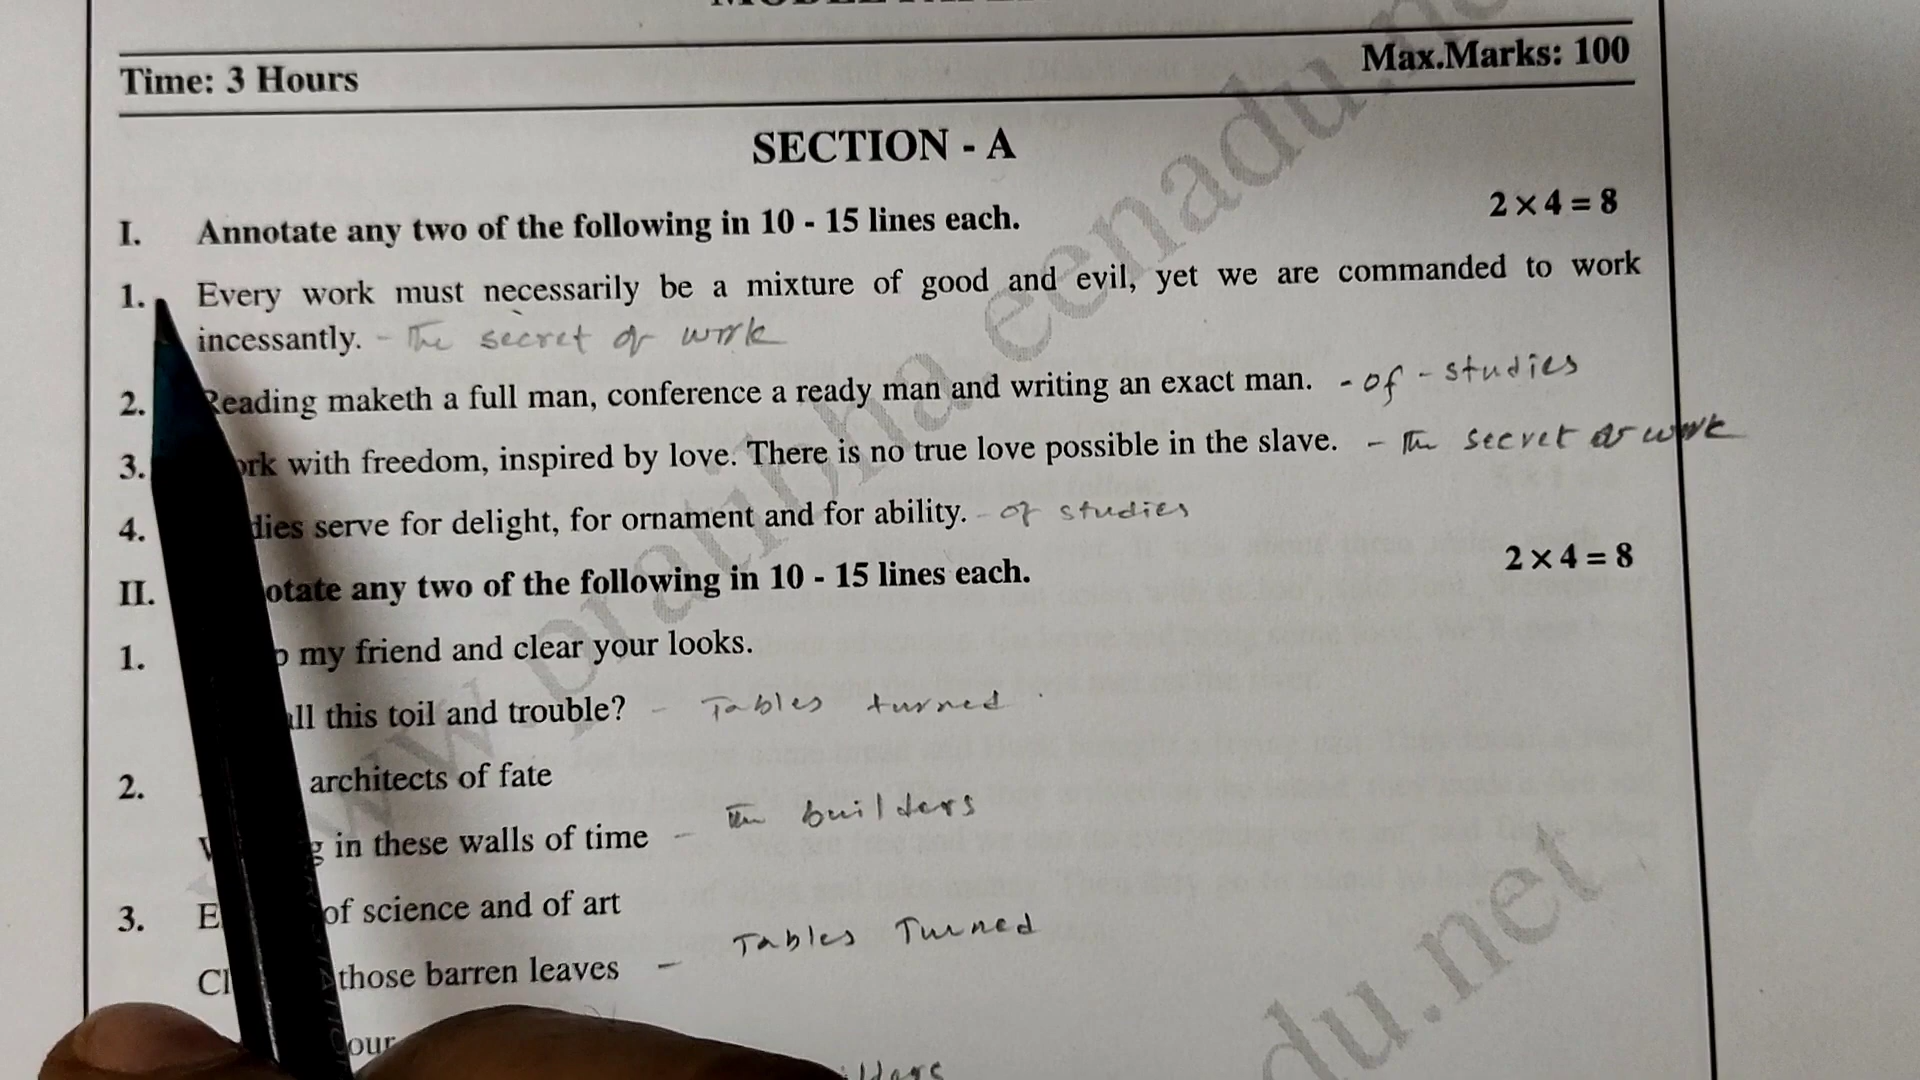 Time: 3 Hours Max.Marks: 100
SECTION - A
I. Annotate any two of the following in 10 - 15 lines each. 2 × 4 = 8
1. Every work must necessarily be a mixture of good and evil, yet we are commanded to work
incessantly. - The secret of work
2. Reading maketh a full man, conference a ready man and writing an exact man. - of - studies
3. with freedom, inspired by love. There is no true love possible in the slave. - The secret of work
4. serve for delight, for ornament and for ability. - of studies
II. any two of the following in 10 - 15 lines each. 2 × 4 = 8
1. my friend and clear your looks.
this toil and trouble? - Tables turned
2. architects of fate
in these walls of time - The builders
3. of science and of art
those barren leaves - Tables Turned
www.pratibha.eenadu.net